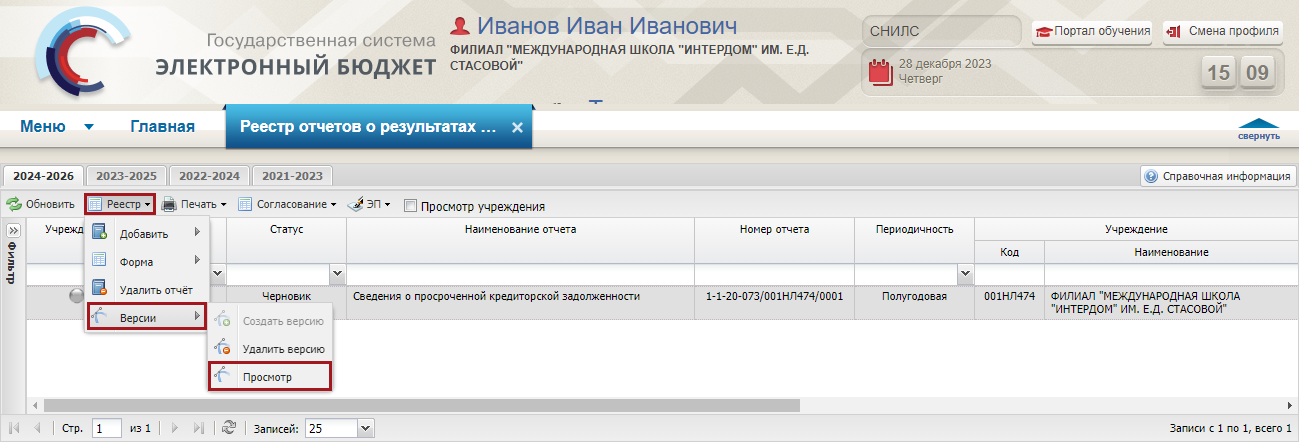 Государственная система
ЭЛЕКТРОННЫЙ БЮДЖЕТ
Иванов Иван Иванович
ФИЛИАЛ "МЕЖДУНАРОДНАЯ ШКОЛА "ИНТЕРДОМ" ИМ. Е.Д.
СТАСОВОЙ"
СНИЛС
Портал обучения
Смена профиля
28 декабря 2023
Четверг
15 09
Меню
Главная
Реестр отчетов о результатах ...
свернуть
2024-2026
2023-2025
2022-2024
2021-2023
Справочная информация
Обновить
Реестр
Печать
Согласование
ЭП
Просмотр учреждения
Фильтр
Учрежд
Статус
Наименование отчета
Номер отчета
Периодичность
Учреждение
Код
Наименование
Добавить
Форма
Удалить отчёт
Версии
Черновик
Сведения о просроченной кредиторской задолженности
1-1-20-073/001НЛ474/0001
Полугодовая
001НЛ474
ФИЛИАЛ "МЕЖДУНАРОДНАЯ ШКОЛА
"ИНТЕРДОМ" ИМ. Е.Д. СТАСОВОЙ"
Создать версию
Удалить версию
Просмотр
Стр.
1
из 1
Записей:
25
Записи с 1 по 1, всего 1